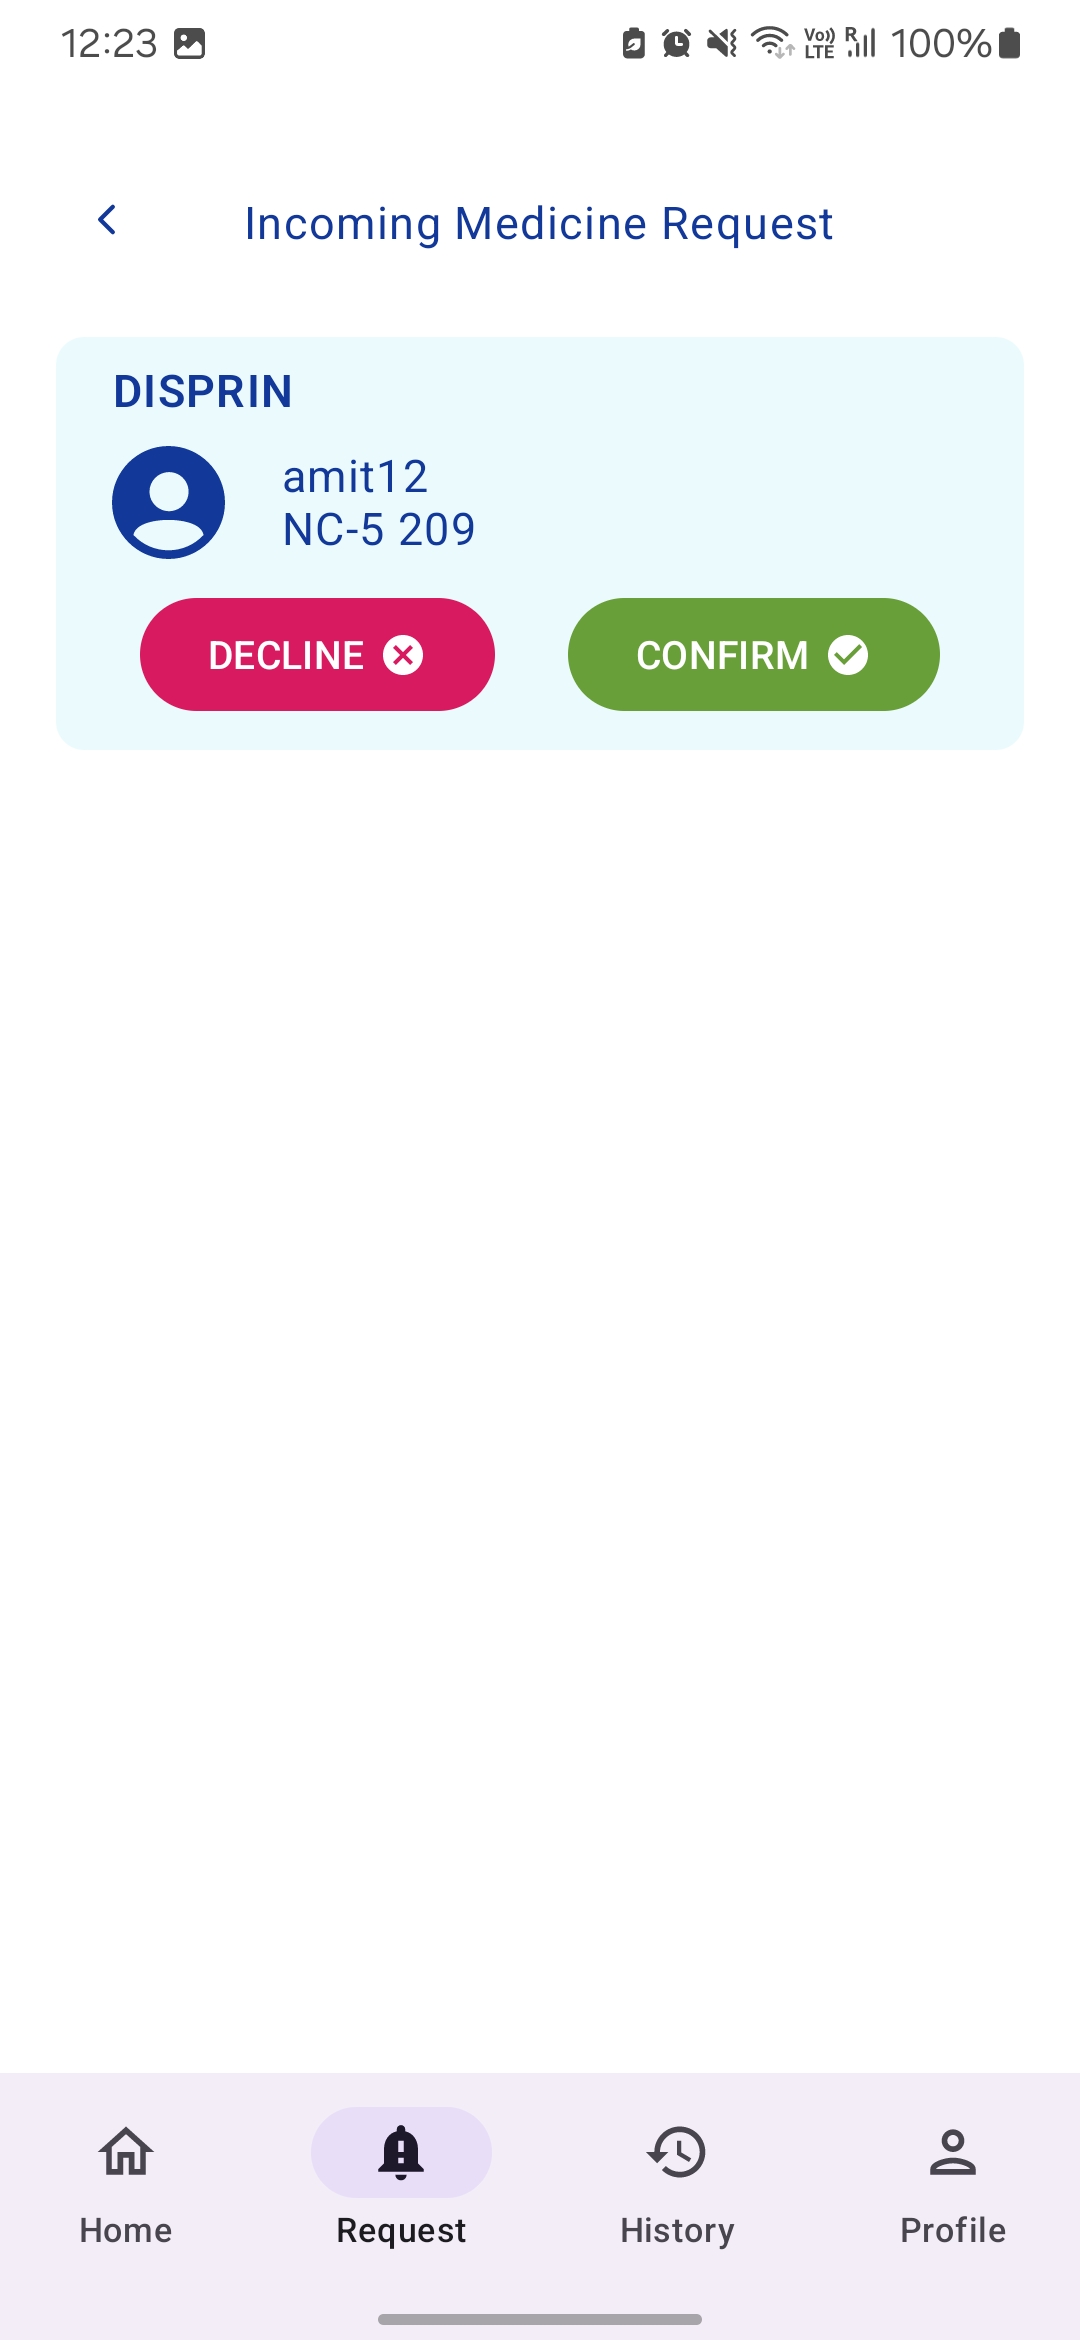 12:23 Vo)) LTE R 100%
Incoming Medicine Request
DISPRIN
amit12
NC-5 209
DECLINE CONFIRM
Home Request History Profile